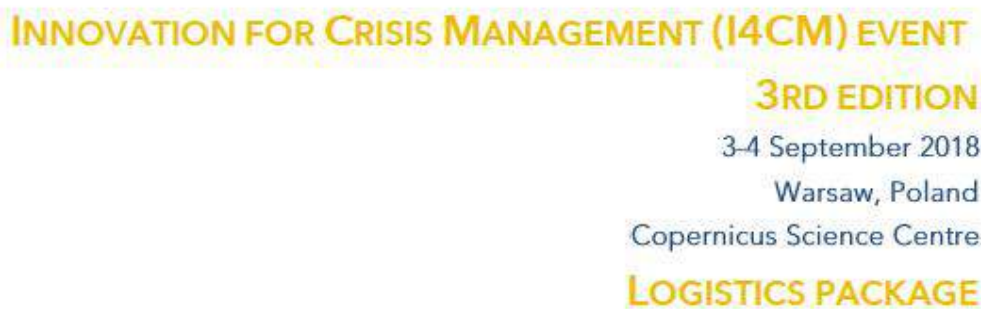 INNOVATION FOR CRISIS MANAGEMENT (I4CM) EVENT
3RD EDITION
3-4 September 2018
Warsaw, Poland
Copernicus Science Centre
LOGISTICS PACKAGE